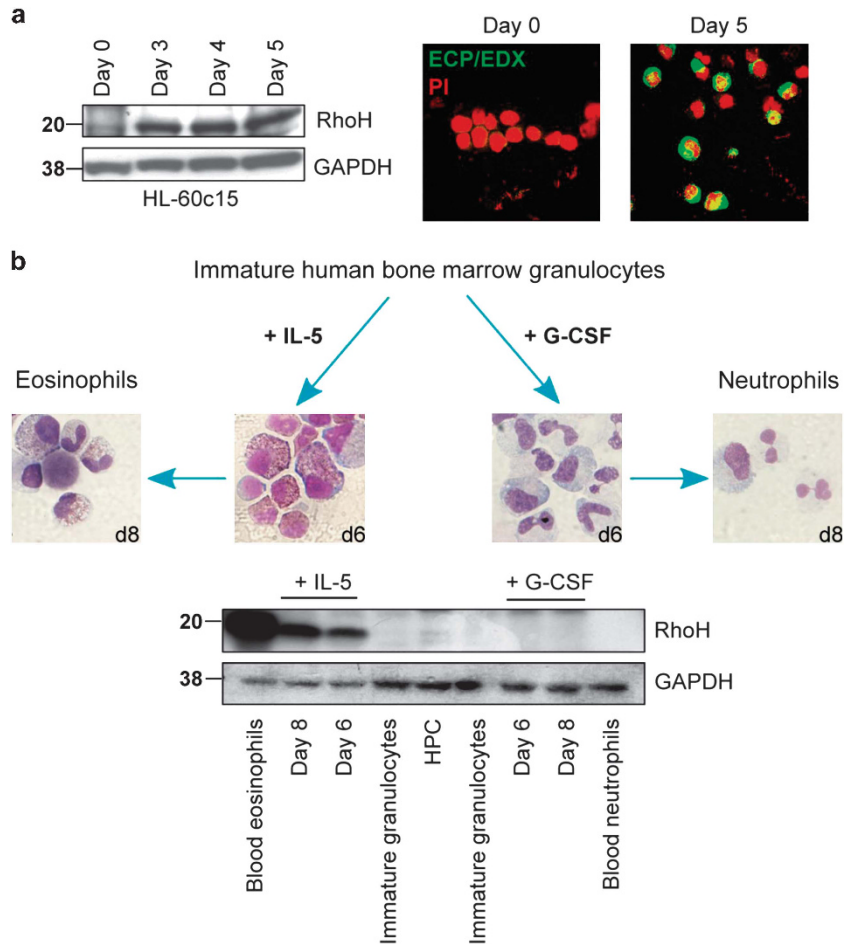 a
Day 0
Day 3
Day 4
Day 5
20
RhoH
38
GAPDH
HL-60c15
Day 0
Day 5
ECP/EDX
PI
b
Immature human bone marrow granulocytes
+ IL-5
+ G-CSF
Eosinophils
Neutrophils
d8
d6
d6
d8
+ IL-5
+ G-CSF
20
RhoH
38
GAPDH
Blood eosinophils
Day 8
Day 6
Immature granulocytes
HPC
Immature granulocytes
Day 6
Day 8
Blood neutrophils